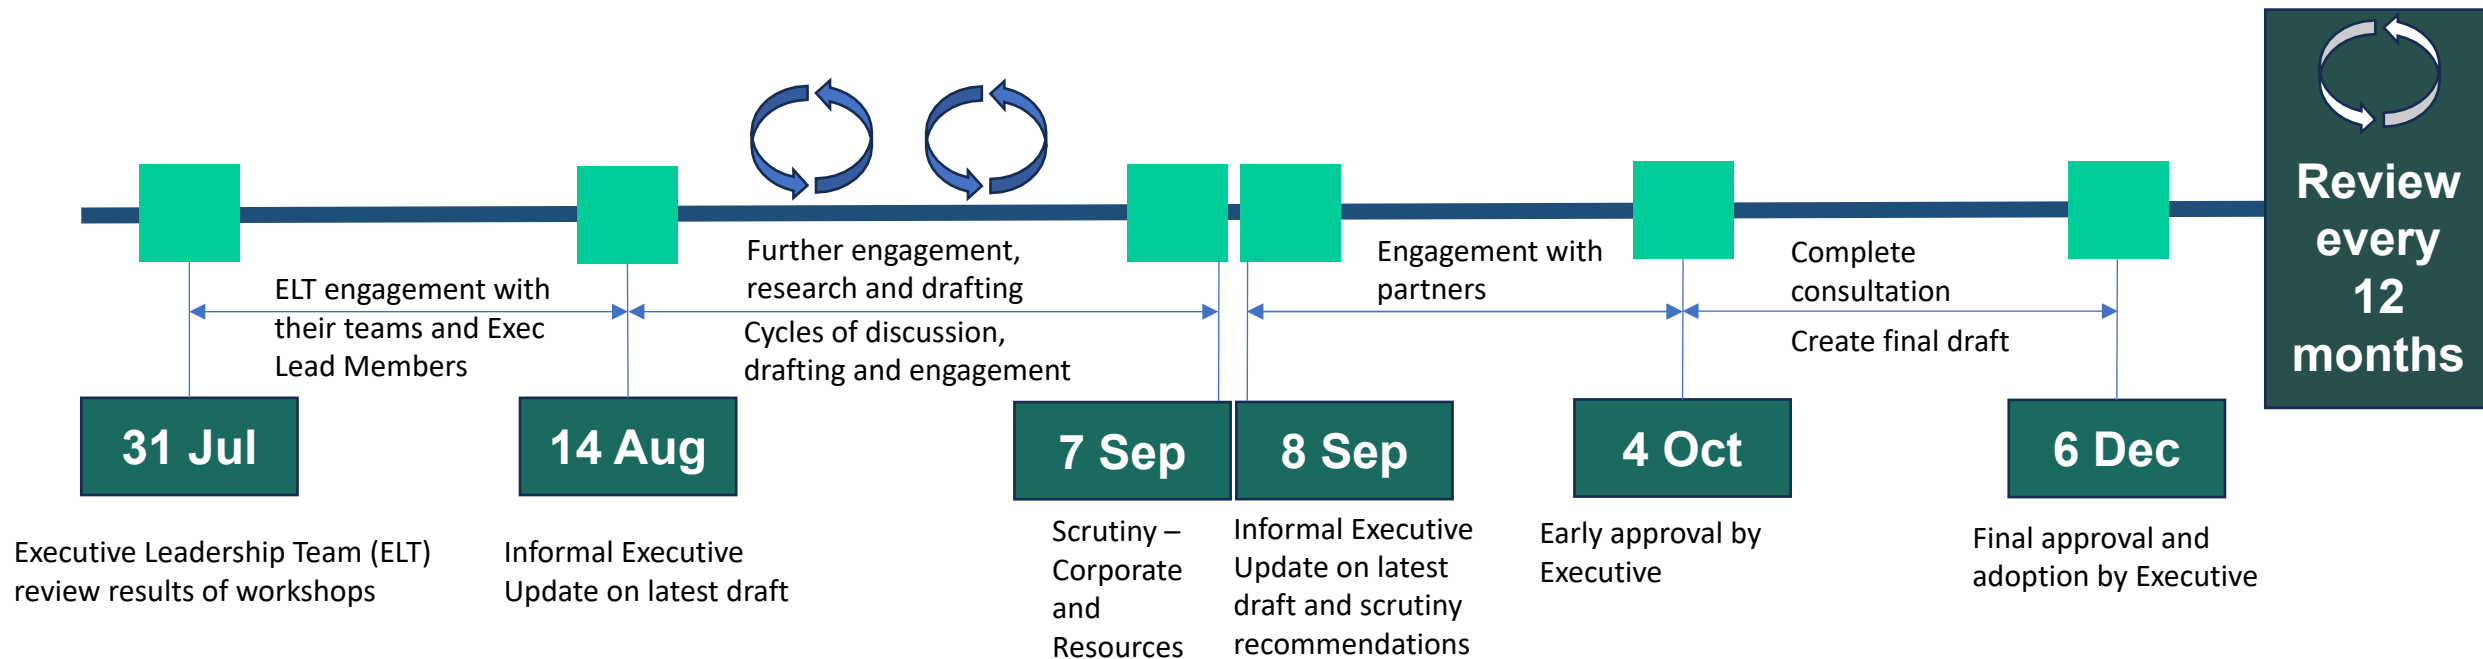 ELT engagement with
their teams and Exec
Lead Members
Further engagement,
research and drafting
Cycles of discussion,
drafting and engagement
Engagement with
partners
Complete
consultation
Create final draft
Review
every
12
months
31 Jul
Executive Leadership Team (ELT)
review results of workshops
14 Aug
Informal Executive
Update on latest draft
7 Sep
Scrutiny –
Corporate
and
Resources
8 Sep
Informal Executive
Update on latest
draft and scrutiny
recommendations
4 Oct
Early approval by
Executive
6 Dec
Final approval and
adoption by Executive